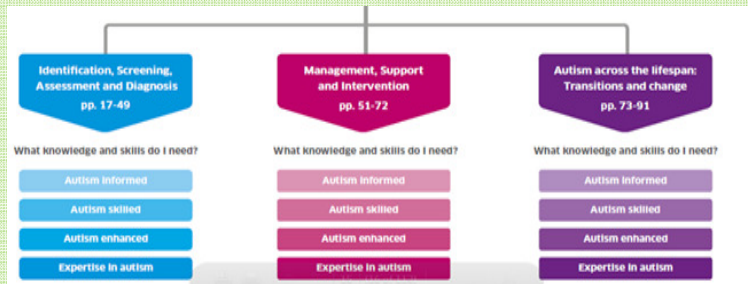 Identification, Screening,
Assessment and Diagnosis
pp. 17-49
What knowledge and skills do I need?
Autism informed
Autism skilled
Autism enhanced
Expertise in autism
Management, Support
and Intervention
pp. 51-72
What knowledge and skills do I need?
Autism informed
Autism skilled
Autism enhanced
Expertise in autism
Autism across the lifespan:
Transitions and change
pp. 73-91
What knowledge and skills do I need?
Autism informed
Autism skilled
Autism enhanced
Expertise in autism